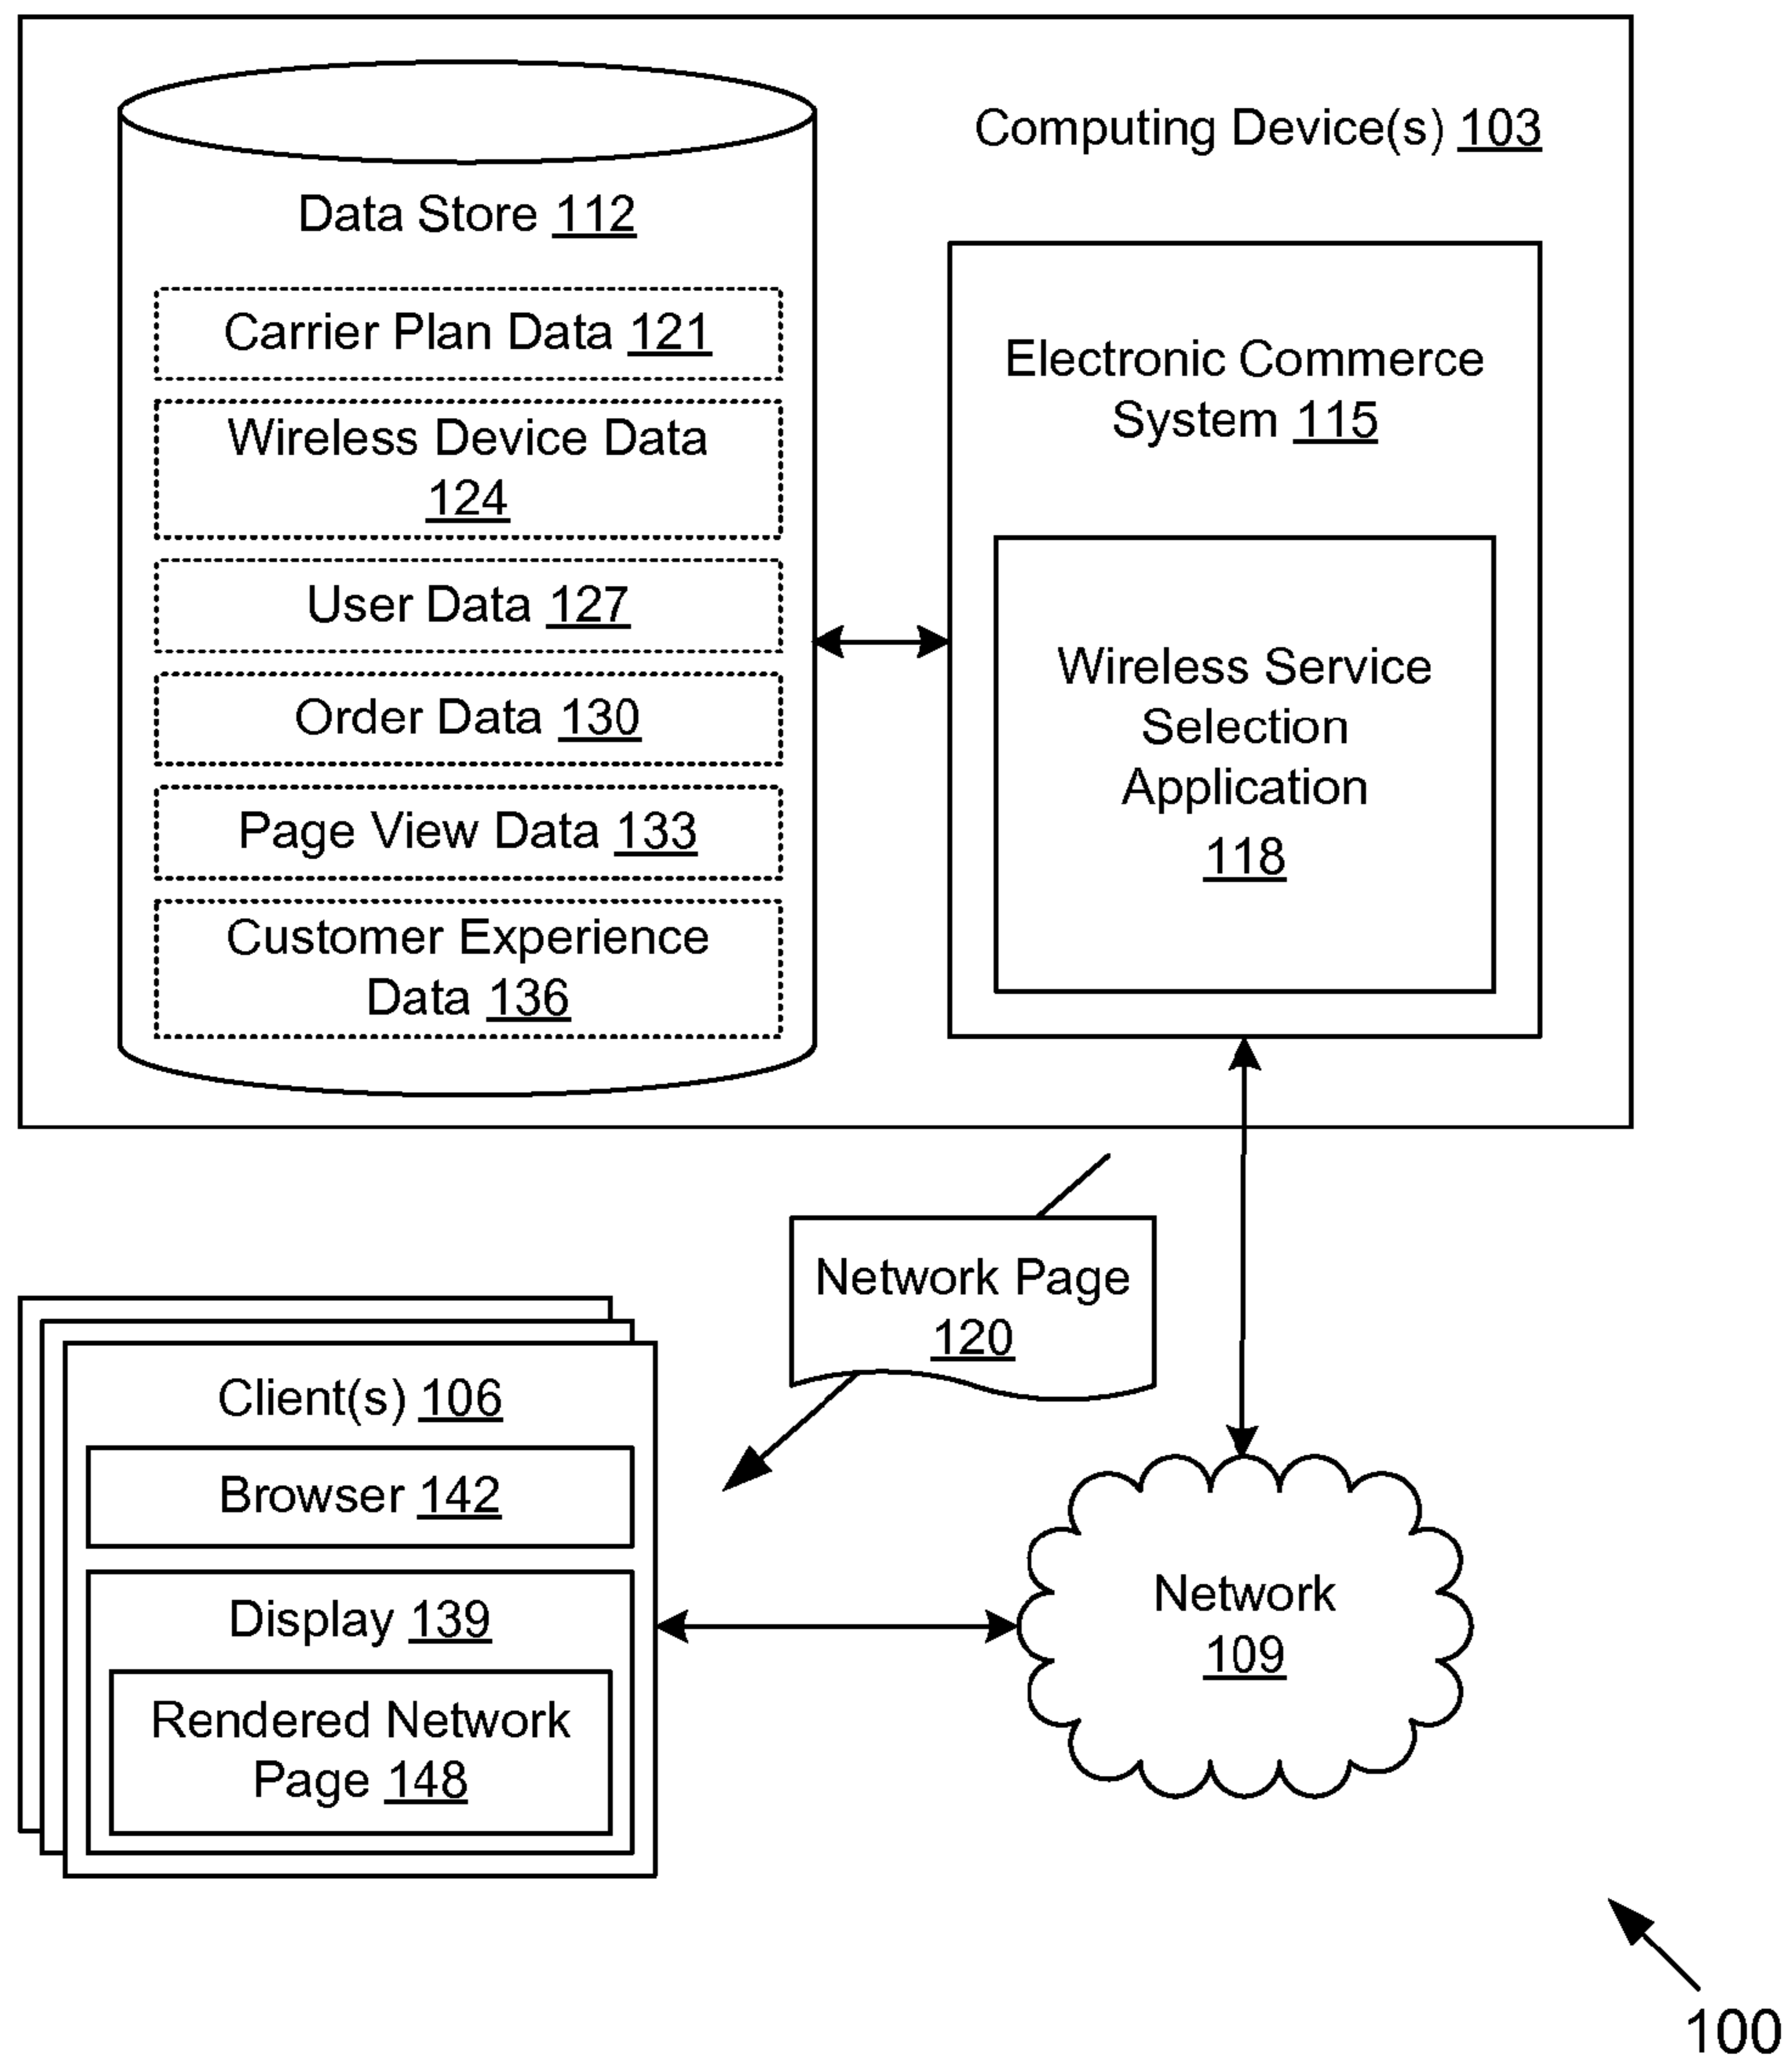 Computing Device(s) 103
Data Store 112
Carrier Plan Data 121
Wireless Device Data
124
User Data 127
Order Data 130
Page View Data 133
Customer Experience
Data 136
Electronic Commerce
System 115
Wireless Service
Selection
Application
118
Network Page
120
Client(s) 106
Browser 142
Display 139
Rendered Network
Page 148
Network
109
100